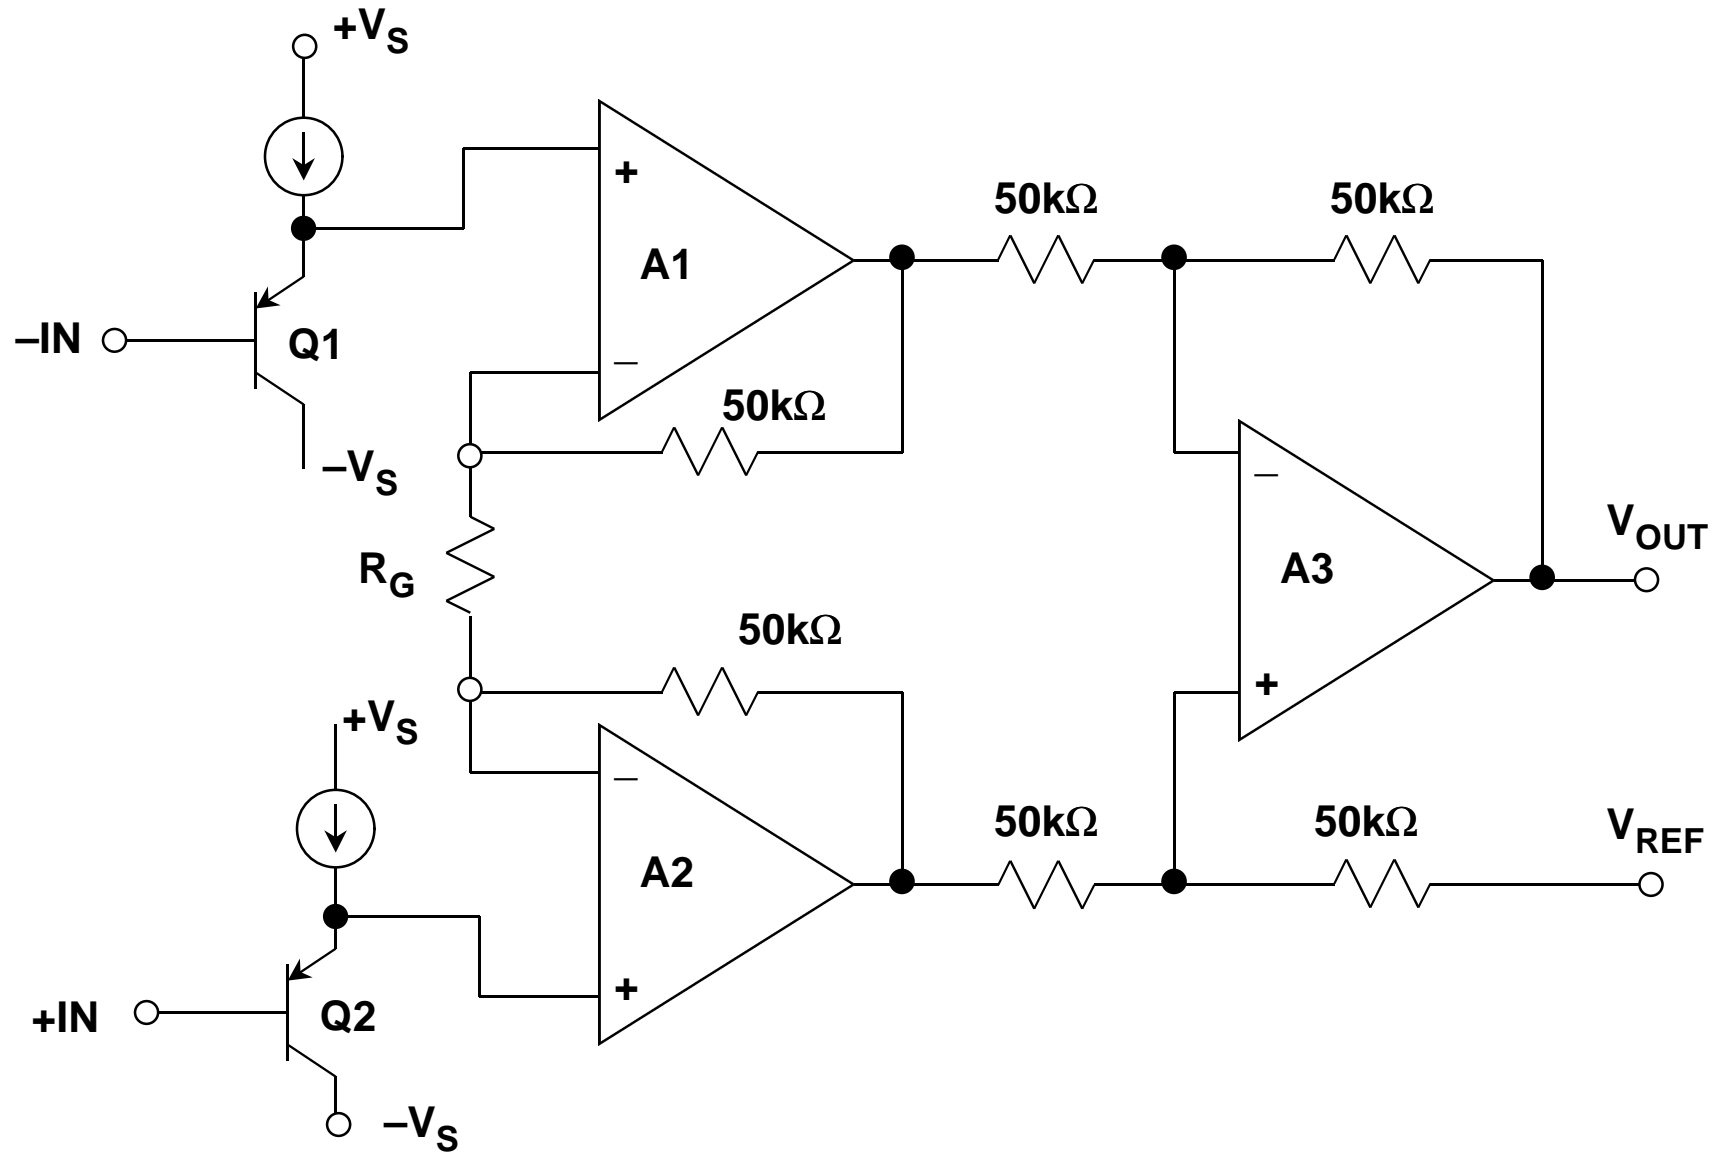 +VS
50kΩ
50kΩ
+
A1
–IN
Q1
–
50kΩ
–VS
–
VOUT
RG
A3
50kΩ
+
+VS
–
50kΩ
50kΩ
VREF
A2
+
+IN
Q2
–VS